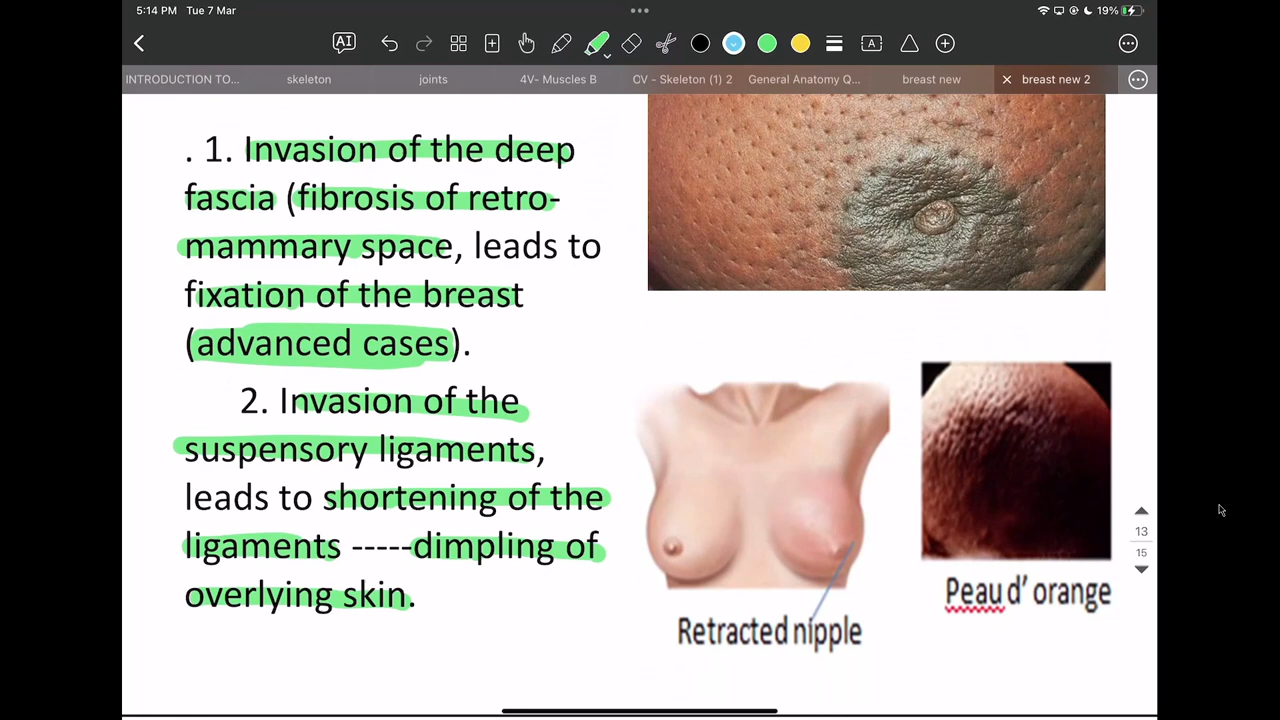 5:14 PM Tue 7 Mar
19%
AI
A
INTRODUCTION TO...
skeleton
joints
4V- Muscles B
CV - Skeleton (1) 2
General Anatomy Q...
breast new
breast new 2
. 1. Invasion of the deep
fascia (fibrosis of retro-
mammary space, leads to
fixation of the breast
(advanced cases).
2. Invasion of the
suspensory ligaments,
leads to shortening of the
ligaments -----dimpling of
overlying skin.
Retracted nipple
Peau d' orange
13
15